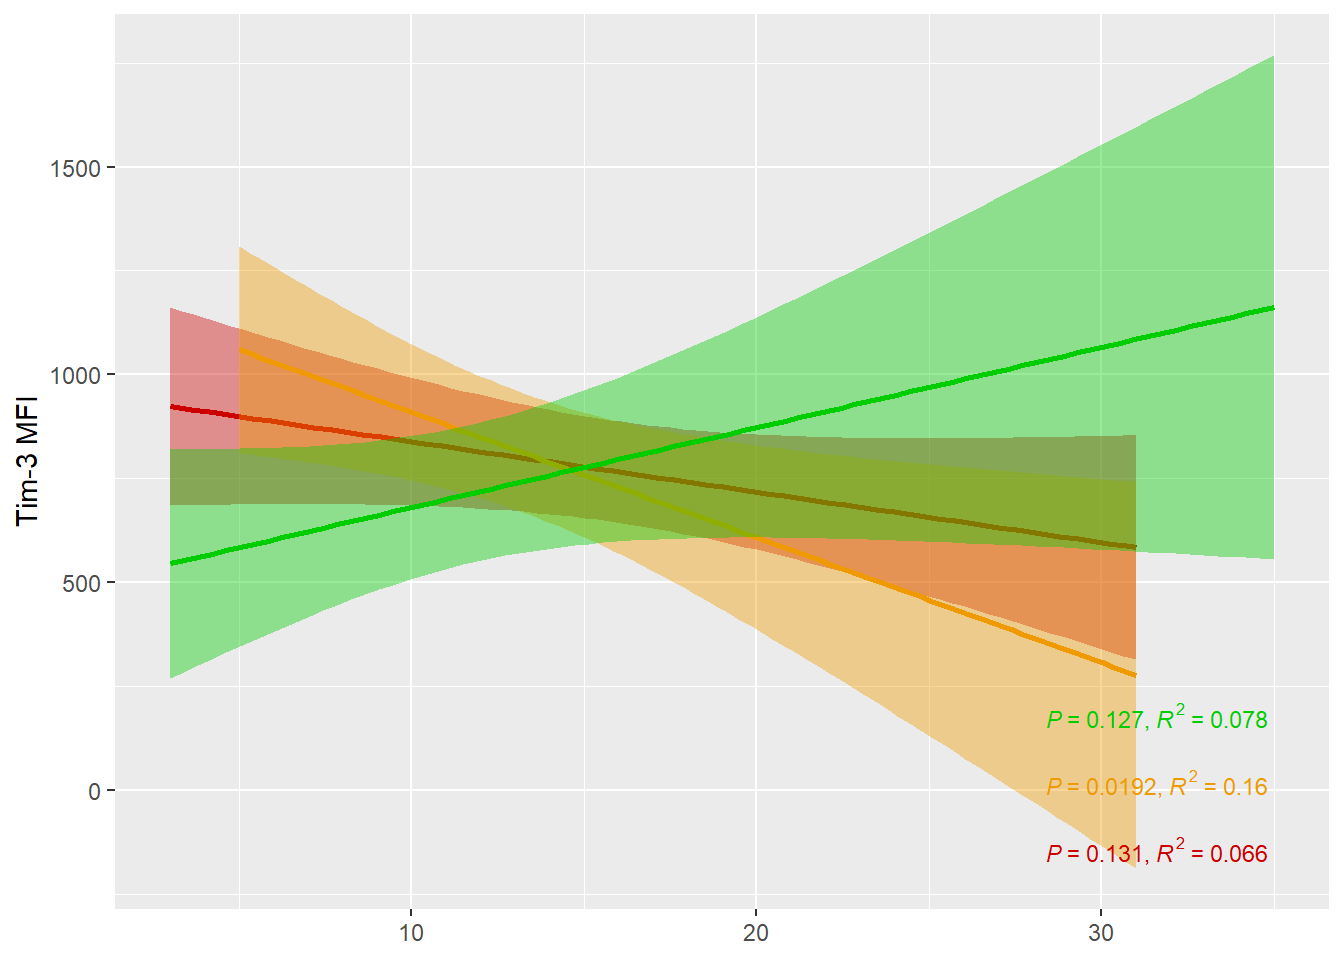 Tim-3 MFI
1500
1000
500
0
P = 0.127, R² = 0.078
P = 0.0192, R² = 0.16
P = 0.131, R² = 0.066
10 20 30